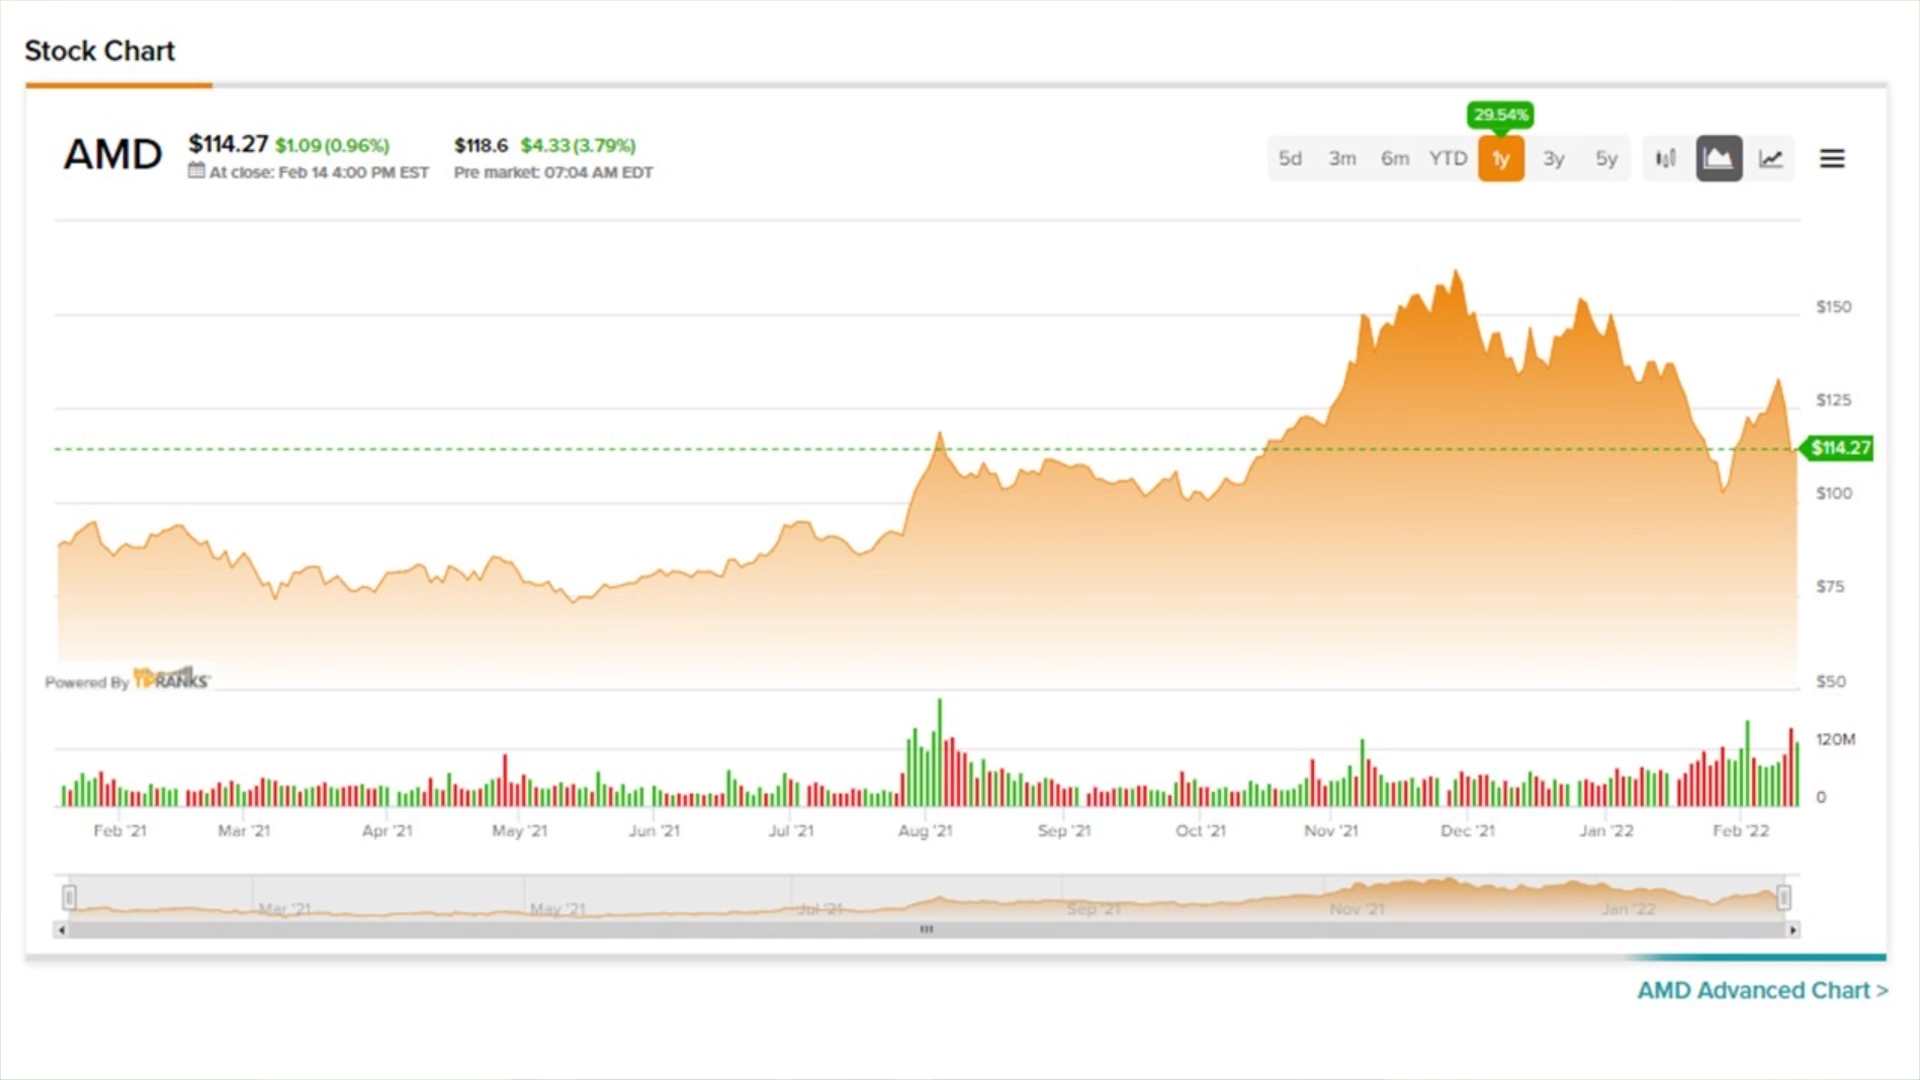 Stock Chart
29.54%
AMD $114.27 $1.09 (0.96%) $118.6 $4.33 (3.79%)
At close: Feb 14 4:00 PM EST Pre market: 07:04 AM EDT
5d 3m 6m YTD 1y 3y 5y
$150
$125
$114.27
$100
$75
Powered By TIPRANKS
$50
120M
0
Feb '21 Mar '21 Apr '21 May '21 Jun '21 Jul '21 Aug '21 Sep '21 Oct '21 Nov '21 Dec '21 Jan '22 Feb '22
Mar '21 May '21 Jul '21 Sep '21 Nov '21 Jan '22
AMD Advanced Chart >